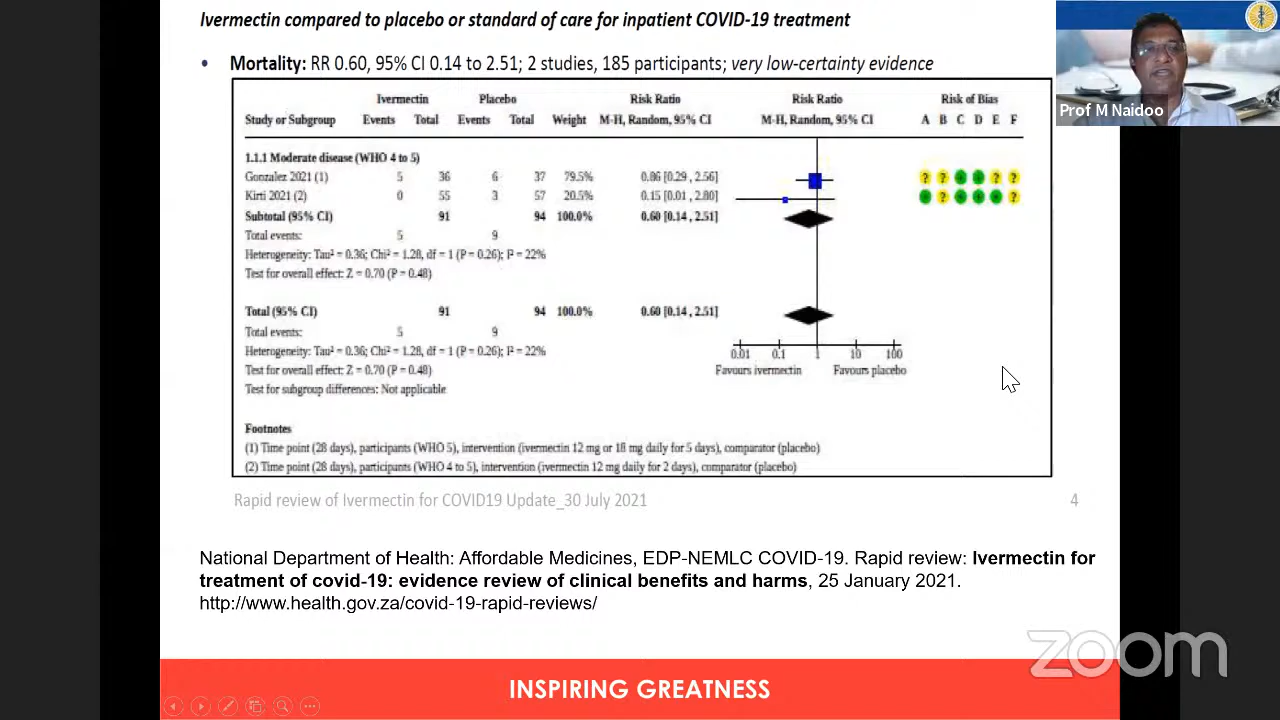 Ivermectin compared to placebo or standard of care for inpatient COVID-19 treatment
• Mortality: RR 0.60, 95% CI 0.14 to 2.51; 2 studies, 185 participants; very low-certainty evidence
Ivermectin Placebo Risk Ratio Risk Ratio Risk of Bias
Study or Subgroup Events Total Events Total Weight M-H, Random, 95% CI M-H, Random, 95% CI A B C D E F
1.1.1 Moderate disease (WHO 4 to 5)
Gonzalez 2021 (1) 5 36 6 37 79.5% 0.86 [0.29 , 2.56] ? ? + + ? ?
Kirti 2021 (2) 0 55 3 57 20.5% 0.15 [0.01 , 2.80] + ? + + + ?
Subtotal (95% CI) 91 94 100.0% 0.60 [0.14 , 2.51]
Total events: 5 9
Heterogeneity: Tau² = 0.36; Chi² = 1.28, df = 1 (P = 0.26); I² = 22%
Test for overall effect: Z = 0.70 (P = 0.48)
Total (95% CI) 91 94 100.0% 0.60 [0.14 , 2.51]
Total events: 5 9
Heterogeneity: Tau² = 0.36; Chi² = 1.28, df = 1 (P = 0.26); I² = 22%
Test for overall effect: Z = 0.70 (P = 0.48)
Test for subgroup differences: Not applicable
0.01 0.1 1 10 100
Favours ivermectin Favours placebo
Footnotes
(1) Time point (28 days), participants (WHO 5), intervention (ivermectin 12 mg or 18 mg daily for 5 days), comparator (placebo)
(2) Time point (28 days), participants (WHO 4 to 5), intervention (ivermectin 12 mg daily for 2 days), comparator (placebo)
Rapid review of Ivermectin for COVID19 Update_30 July 2021 4
National Department of Health: Affordable Medicines, EDP-NEMLC COVID-19. Rapid review: Ivermectin for
treatment of covid-19: evidence review of clinical benefits and harms, 25 January 2021.
http://www.health.gov.za/covid-19-rapid-reviews/
INSPIRING GREATNESS
Prof M Naidoo
zoom